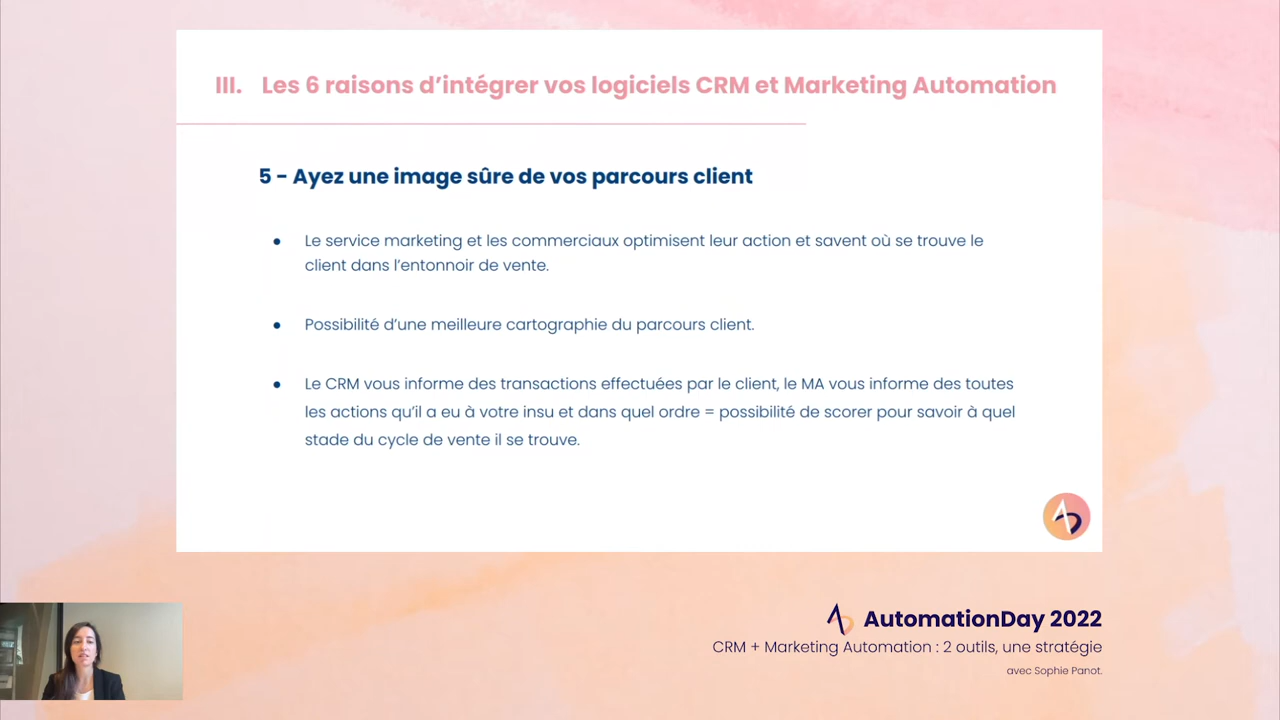 III. Les 6 raisons d’intégrer vos logiciels CRM et Marketing Automation
5 - Ayez une image sûre de vos parcours client
● Le service marketing et les commerciaux optimisent leur action et savent où se trouve le
client dans l’entonnoir de vente.
● Possibilité d’une meilleure cartographie du parcours client.
● Le CRM vous informe des transactions effectuées par le client, le MA vous informe des toutes
les actions qu’il a eu à votre insu et dans quel ordre = possibilité de scorer pour savoir à quel
stade du cycle de vente il se trouve.
AutomationDay 2022
CRM + Marketing Automation : 2 outils, une stratégie
avec Sophie Panot.